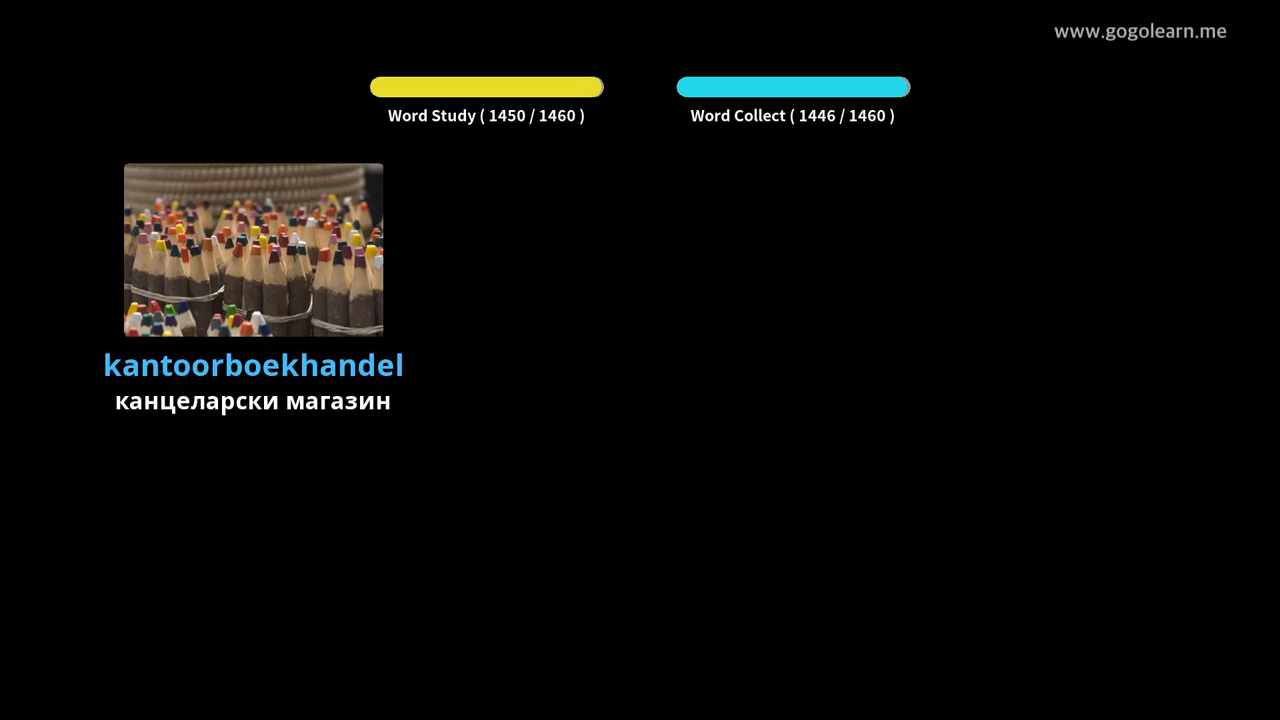 www.gogolearn.me
Word Study ( 1450 / 1460 )
Word Collect ( 1446 / 1460 )
kantoorboekhandel
канцеларски магазин